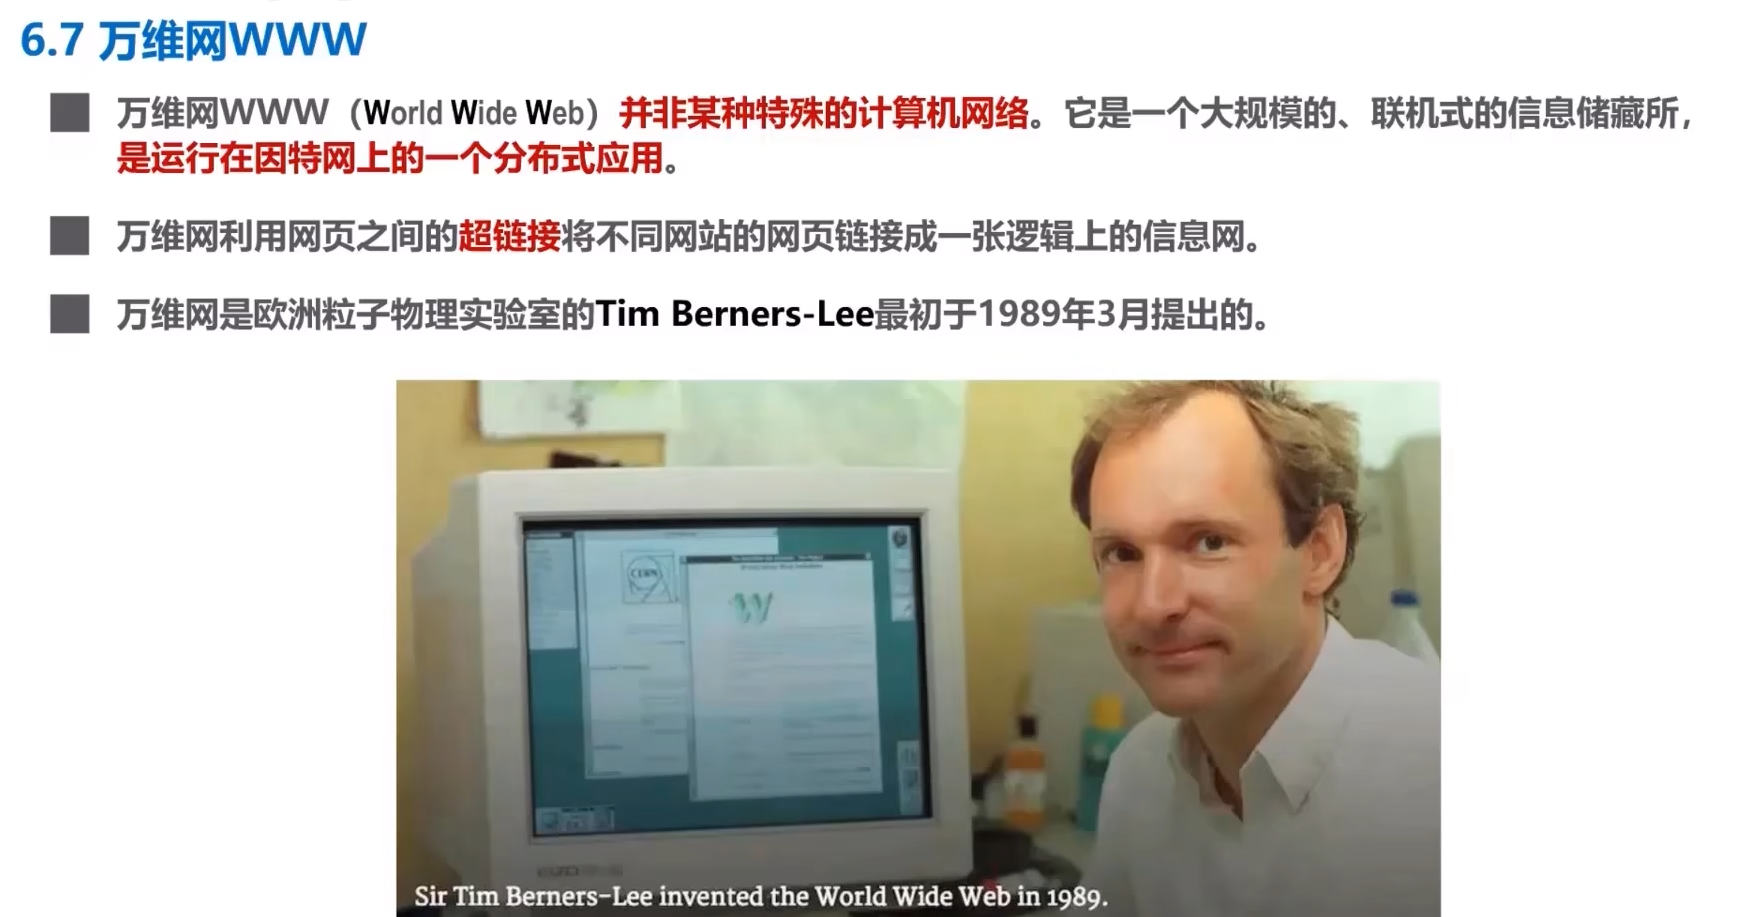 6.7 万维网WWW
万维网WWW（World Wide Web）并非某种特殊的计算机网络。它是一个大规模的、联机式的信息储藏所，
是运行在因特网上的一个分布式应用。
万维网利用网页之间的超链接将不同网站的网页链接成一张逻辑上的信息网。
万维网是欧洲粒子物理实验室的Tim Berners-Lee最初于1989年3月提出的。
CERN
W
Sir Tim Berners-Lee invented the World Wide Web in 1989.